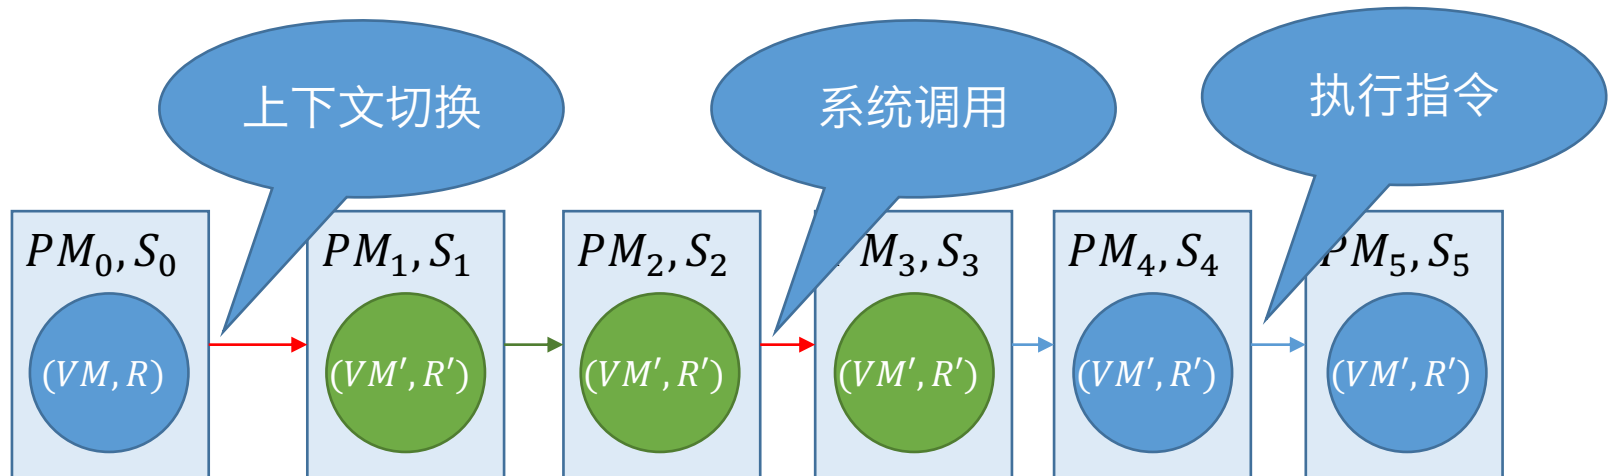 上下文切换
系统调用
执行指令
PM₀, S₀
PM₁, S₁
PM₂, S₂
M₃, S₃
PM₄, S₄
PM₅, S₅
(VM, R)
(VM′, R′)
(VM′, R′)
(VM′, R′)
(VM′, R′)
(VM′, R′)